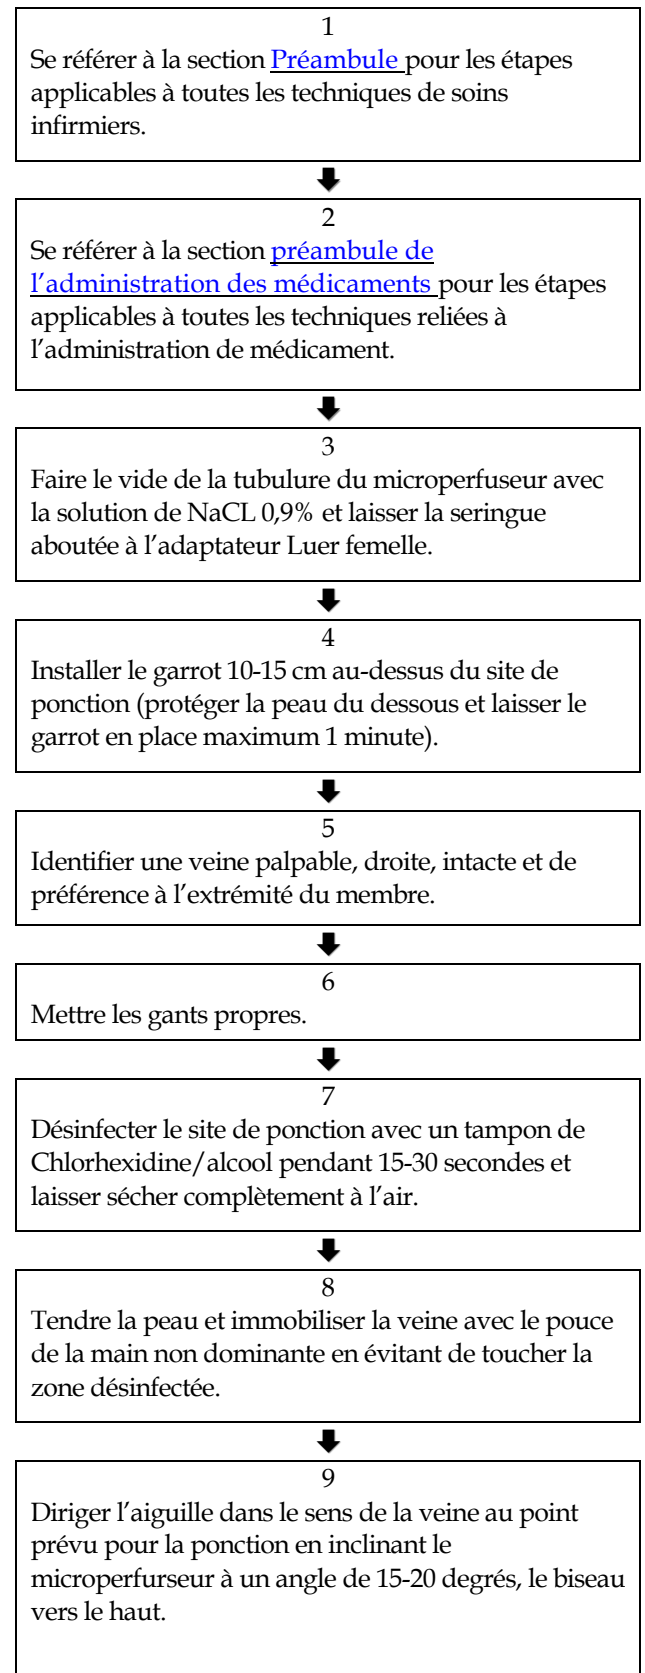 1
Se référer à la section Préambule pour les étapes
applicables à toutes les techniques de soins
infirmiers.
2
Se référer à la section préambule de
l’administration des médicaments pour les étapes
applicables à toutes les techniques reliées à
l’administration de médicament.
3
Faire le vide de la tubulure du microperfuseur avec
la solution de NaCL 0,9% et laisser la seringue
aboutée à l’adaptateur Luer femelle.
4
Installer le garrot 10-15 cm au-dessus du site de
ponction (protéger la peau du dessous et laisser le
garrot en place maximum 1 minute).
5
Identifier une veine palpable, droite, intacte et de
préférence à l’extrémité du membre.
6
Mettre les gants propres.
7
Désinfecter le site de ponction avec un tampon de
Chlorhexidine/alcool pendant 15-30 secondes et
laisser sécher complètement à l’air.
8
Tendre la peau et immobiliser la veine avec le pouce
de la main non dominante en évitant de toucher la
zone désinfectée.
9
Diriger l’aiguille dans le sens de la veine au point
prévu pour la ponction en inclinant le
microperfurseur à un angle de 15-20 degrés, le biseau
vers le haut.